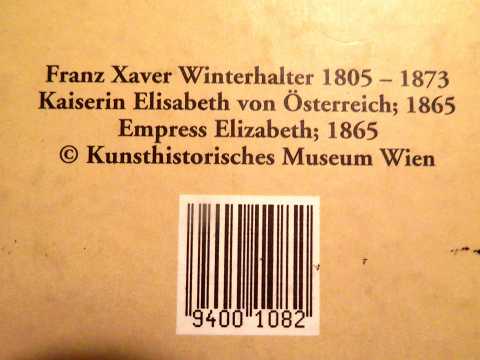 Franz Xaver Winterhalter 1805 – 1873
Kaiserin Elisabeth von Österreich; 1865
Empress Elizabeth; 1865
© Kunsthistorisches Museum Wien
9400 1082